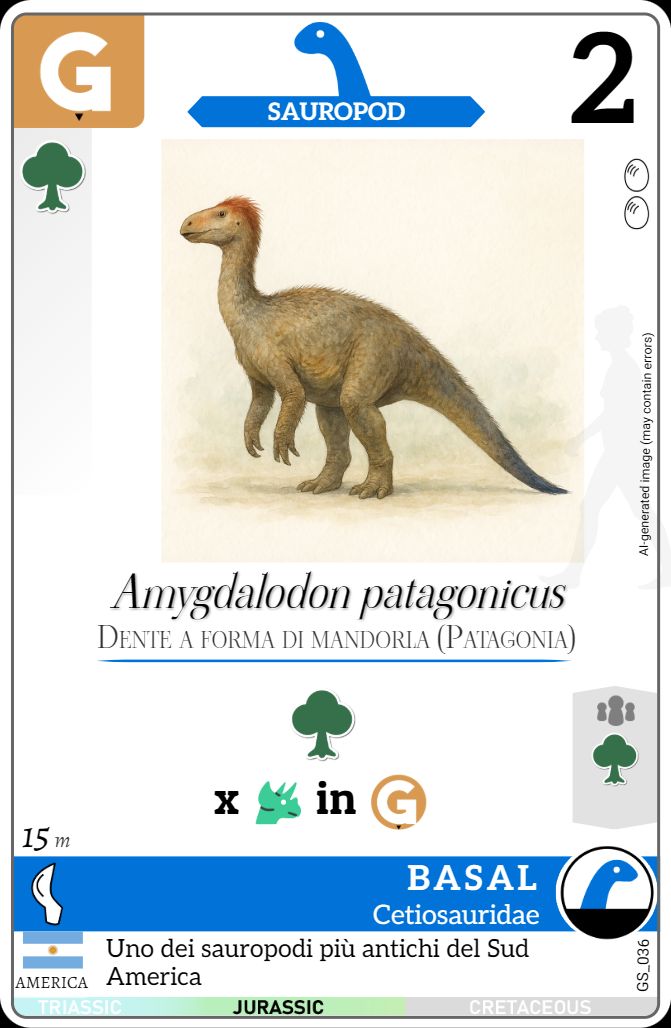 G
SAUROPOD
2
AI-generated image (may contain errors)
Amygdalodon patagonicus
DENTE A FORMA DI MANDORLA (PATAGONIA)
x in G
15 m
BASAL
Cetiosauridae
AMERICA
Uno dei sauropodi più antichi del Sud
America
GS_036
TRIASSIC JURASSIC CRETACEOUS